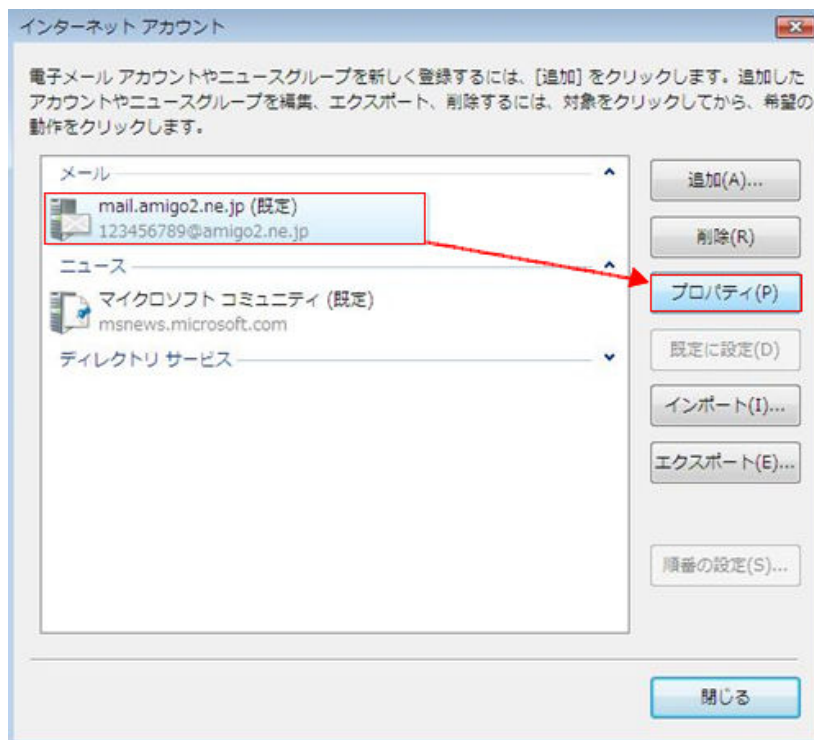 インターネット アカウント
電子メール アカウントやニュースグループを新しく登録するには、[追加] をクリックします。追加した
アカウントやニュースグループを編集、エクスポート、削除するには、対象をクリックしてから、希望の
動作をクリックします。
メール
mail.amigo2.ne.jp (既定)
123456789@amigo2.ne.jp
ニュース
マイクロソフト コミュニティ (既定)
msnews.microsoft.com
ディレクトリ サービス
追加(A)...
削除(R)
プロパティ(P)
既定に設定(D)
インポート(I)...
エクスポート(E)...
順番の設定(S)...
閉じる